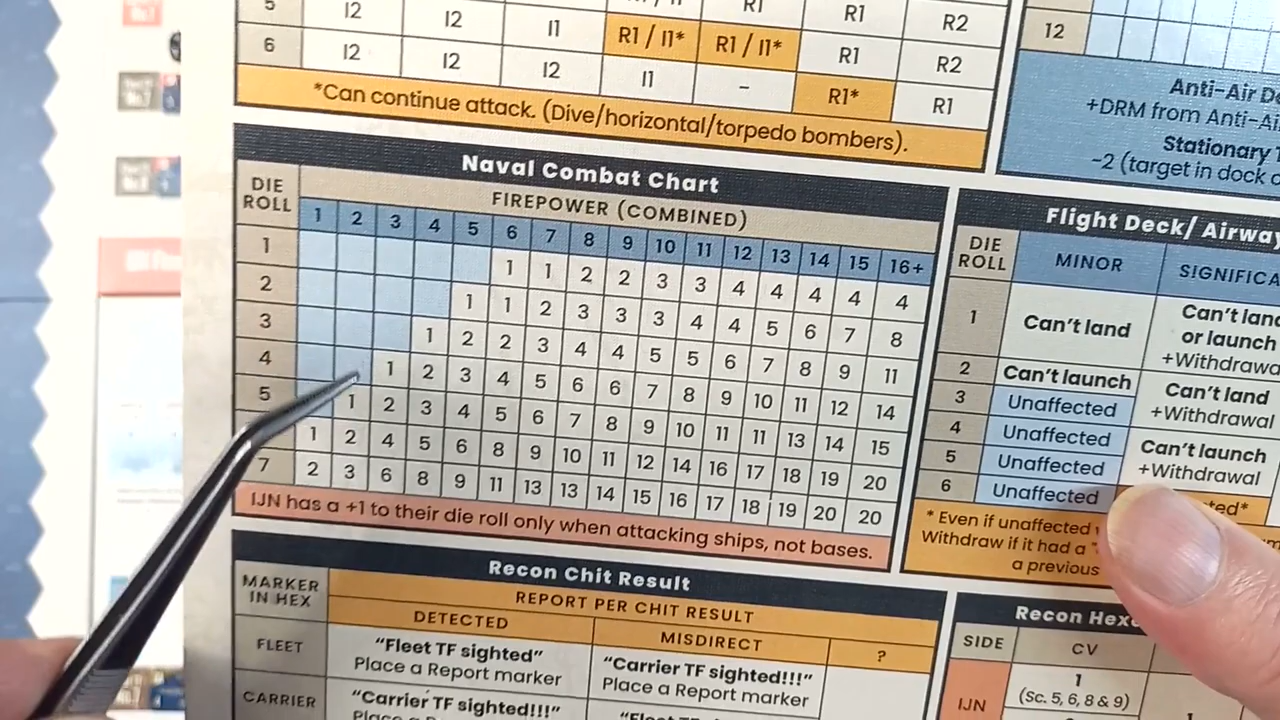 R1 R1 R2
5 I2 I2 I1 R1 / I1* R1 / I1* R1 R2
6 I2 I2 I2 I1 – R1* R1
*Can continue attack. (Dive/horizontal/torpedo bombers).
12
Anti-Air
+DRM from Anti-Air
Stationary
–2 (target in dock
Naval Combat Chart
DIE ROLL
FIREPOWER (COMBINED)
1 2 3 4 5 6 7 8 9 10 11 12 13 14 15 16+
1 1 1 2 2 3 3 4 4 4 4 4
2 1 1 2 3 3 3 4 4 5 6 7 8
3 1 2 2 3 4 4 5 5 6 7 8 9 11
4 1 2 3 4 5 6 6 7 8 9 10 11 12 14
5 1 2 3 4 5 6 7 8 9 10 11 11 13 14 15
1 2 4 5 6 8 9 10 11 12 14 16 17 18 19 20
7 2 3 6 8 9 11 13 13 14 15 16 17 18 19 20 20
IJN has a +1 to their die roll only when attacking ships, not bases.
Flight Deck/ Airway
DIE ROLL
MINOR
SIGNIFICA
1 Can't land
Can't land
or launch
+Withdrawal
2 Can't launch
3 Unaffected
Can't land
+Withdrawal
4 Unaffected
5 Unaffected
Can't launch
+Withdrawal
6 Unaffected
ted*
* Even if unaffected
Withdraw if it had a
a previous
Recon Chit Result
MARKER
IN HEX
REPORT PER CHIT RESULT
DETECTED
MISDIRECT
?
FLEET
"Fleet TF sighted"
Place a Report marker
"Carrier TF sighted!!!"
Place a Report marker
CARRIER
"Carrier TF sighted!!!"
Recon Hex
SIDE
CV
IJN
1
(Sc. 5, 6, 8 & 9)